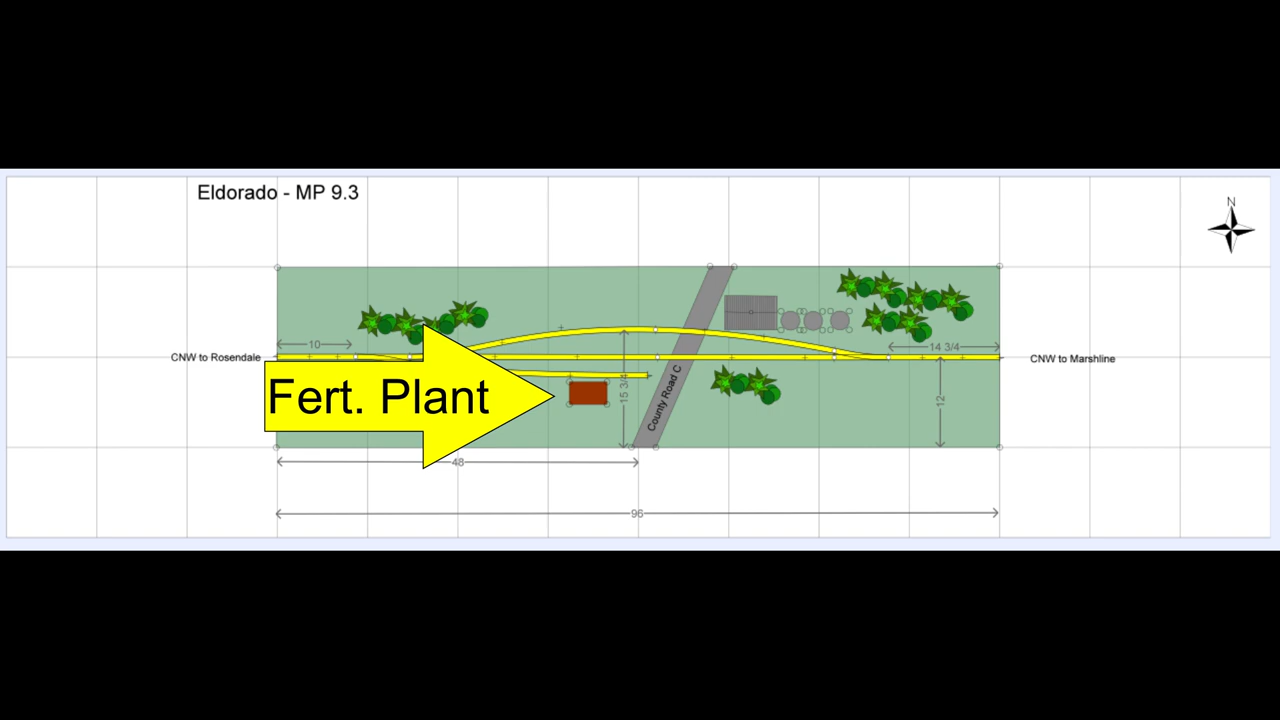 Eldorado - MP 9.3
N
10
14 3/4
CNW to Rosendale
CNW to Marshline
Fert. Plant
15 3/4
County Road C
12
48
96